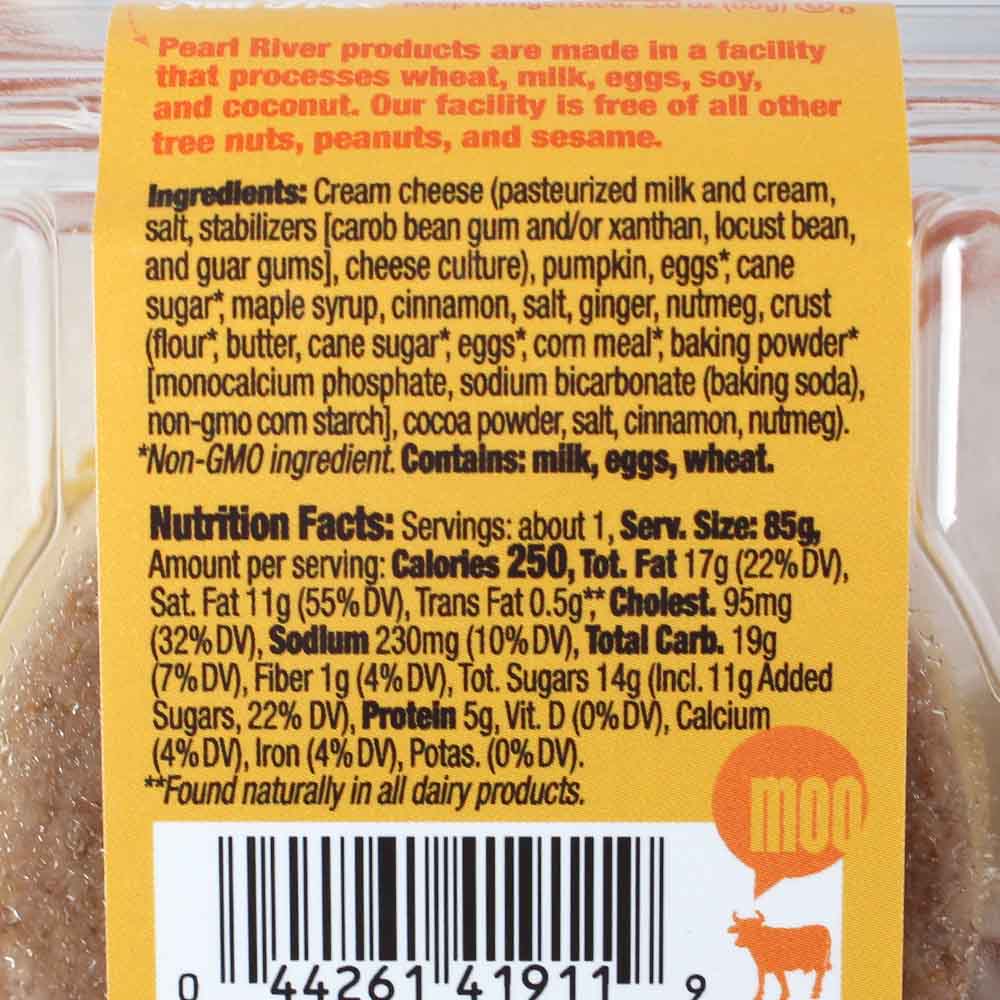 Pearl River products are made in a facility
that processes wheat, milk, eggs, soy,
and coconut. Our facility is free of all other
tree nuts, peanuts, and sesame.
Ingredients: Cream cheese (pasteurized milk and cream,
salt, stabilizers [carob bean gum and/or xanthan, locust bean,
and guar gums], cheese culture), pumpkin, eggs*, cane
sugar*, maple syrup, cinnamon, salt, ginger, nutmeg, crust
(flour*, butter, cane sugar*, eggs*, corn meal*, baking powder*
[monocalcium phosphate, sodium bicarbonate (baking soda),
non-gmo corn starch], cocoa powder, salt, cinnamon, nutmeg).
*Non-GMO ingredient. Contains: milk, eggs, wheat.
Nutrition Facts: Servings: about 1, Serv. Size: 85g,
Amount per serving: Calories 250, Tot. Fat 17g (22% DV),
Sat. Fat 11g (55% DV), Trans Fat 0.5g,** Cholest. 95mg
(32% DV), Sodium 230mg (10% DV), Total Carb. 19g
(7% DV), Fiber 1g (4% DV), Tot. Sugars 14g (Incl. 11g Added
Sugars, 22% DV), Protein 5g, Vit. D (0% DV), Calcium
(4% DV), Iron (4% DV), Potas. (0% DV).
**Found naturally in all dairy products.
moo
0 44261 41911 9